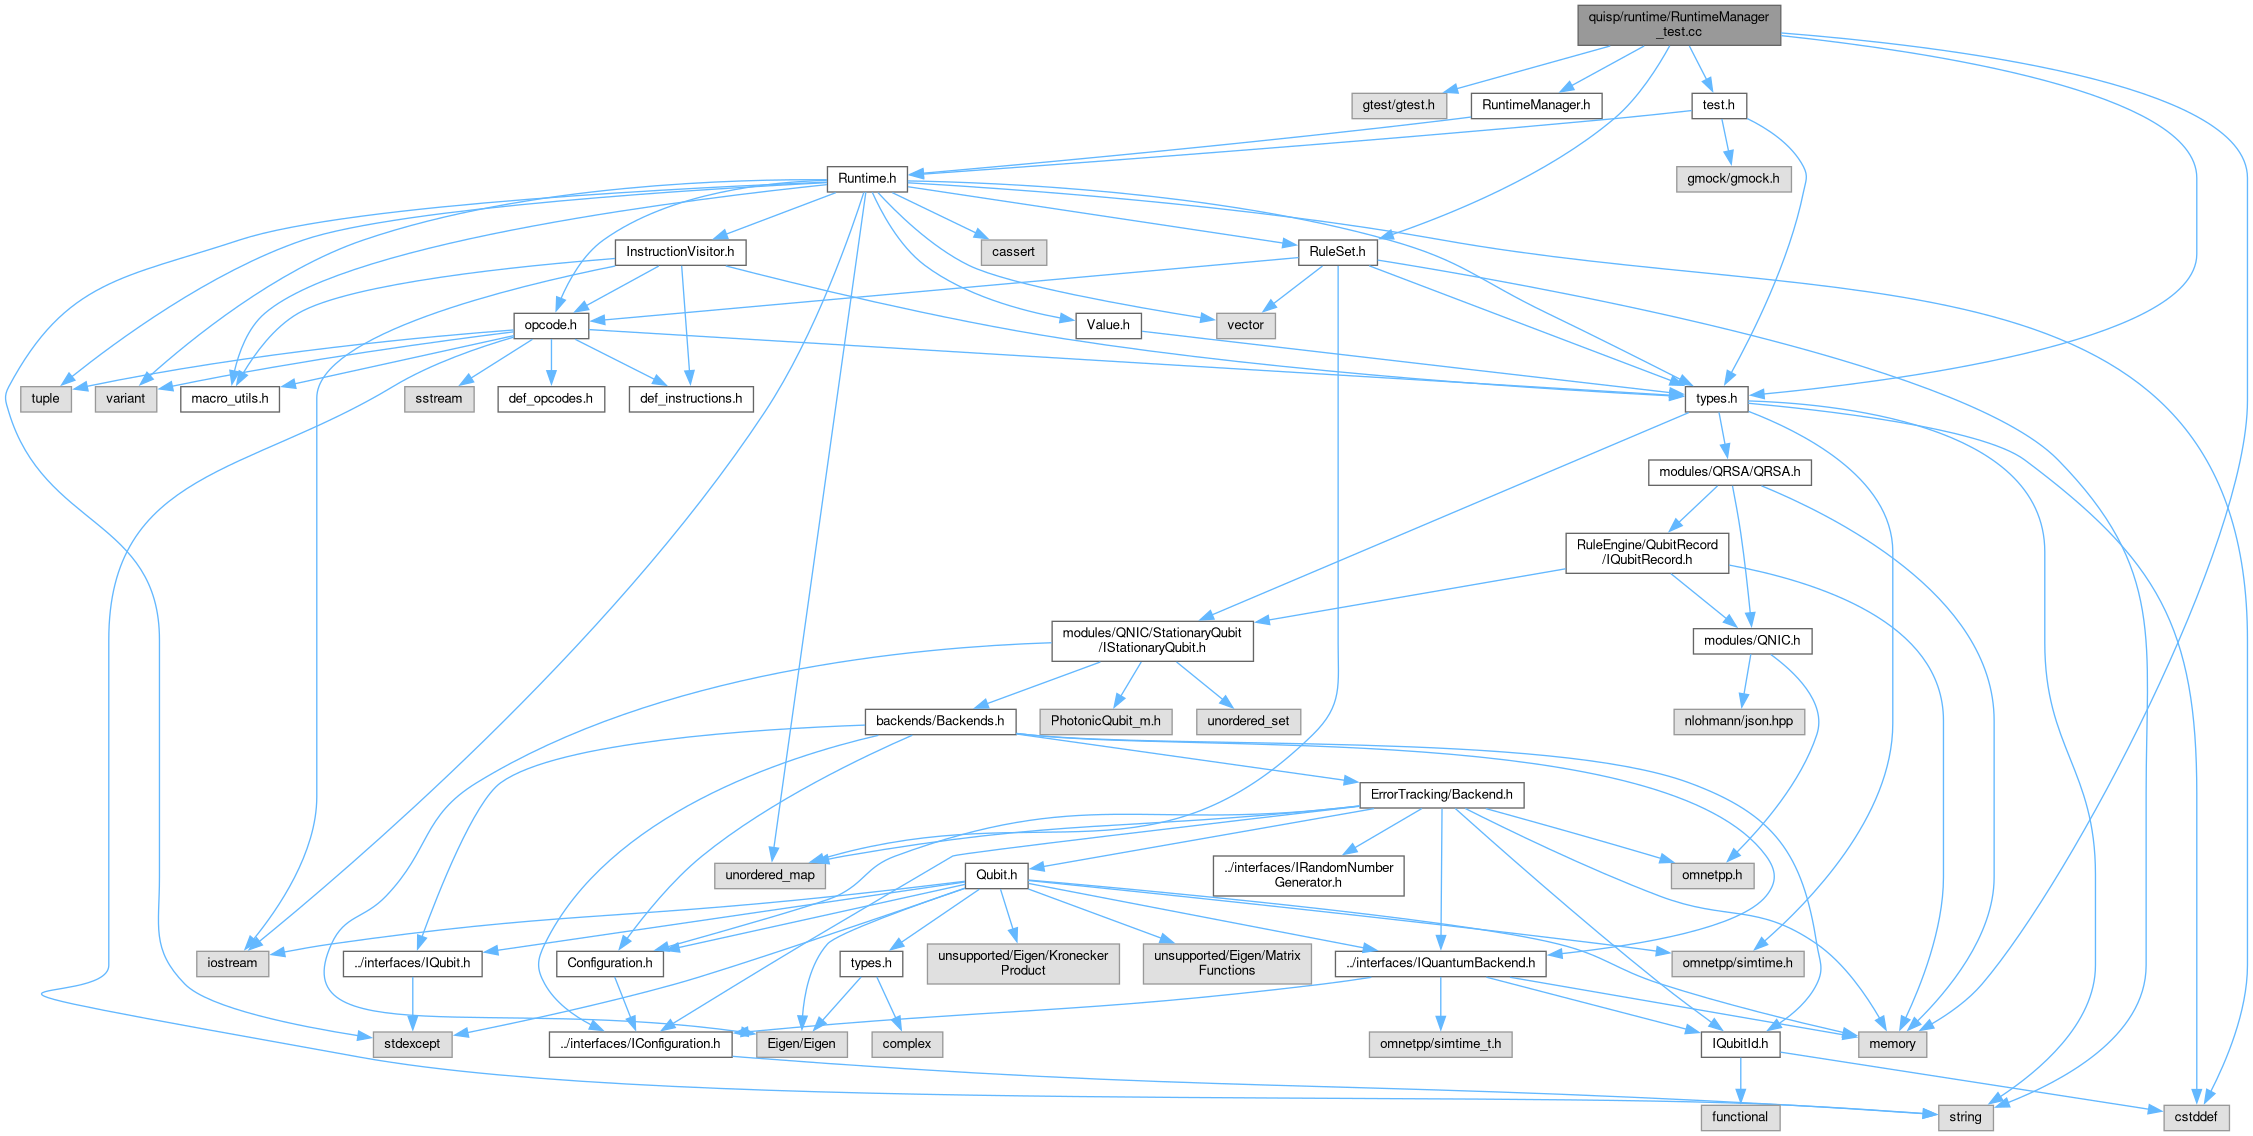 quisp/runtime/RuntimeManager
_test.cc
gtest/gtest.h
RuntimeManager.h
test.h
Runtime.h
gmock/gmock.h
InstructionVisitor.h
cassert
RuleSet.h
opcode.h
Value.h
vector
tuple
variant
macro_utils.h
sstream
def_opcodes.h
def_instructions.h
types.h
modules/QRSA/QRSA.h
RuleEngine/QubitRecord
/IQubitRecord.h
modules/QNIC/StationaryQubit
/IStationaryQubit.h
modules/QNIC.h
backends/Backends.h
PhotonicQubit_m.h
unordered_set
nlohmann/json.hpp
ErrorTracking/Backend.h
unordered_map
Qubit.h
../interfaces/IRandomNumber
Generator.h
omnetpp.h
iostream
../interfaces/IQubit.h
Configuration.h
types.h
unsupported/Eigen/Kronecker
Product
unsupported/Eigen/Matrix
Functions
../interfaces/IQuantumBackend.h
omnetpp/simtime.h
stdexcept
../interfaces/IConfiguration.h
Eigen/Eigen
complex
omnetpp/simtime_t.h
IQubitId.h
memory
functional
string
cstddef